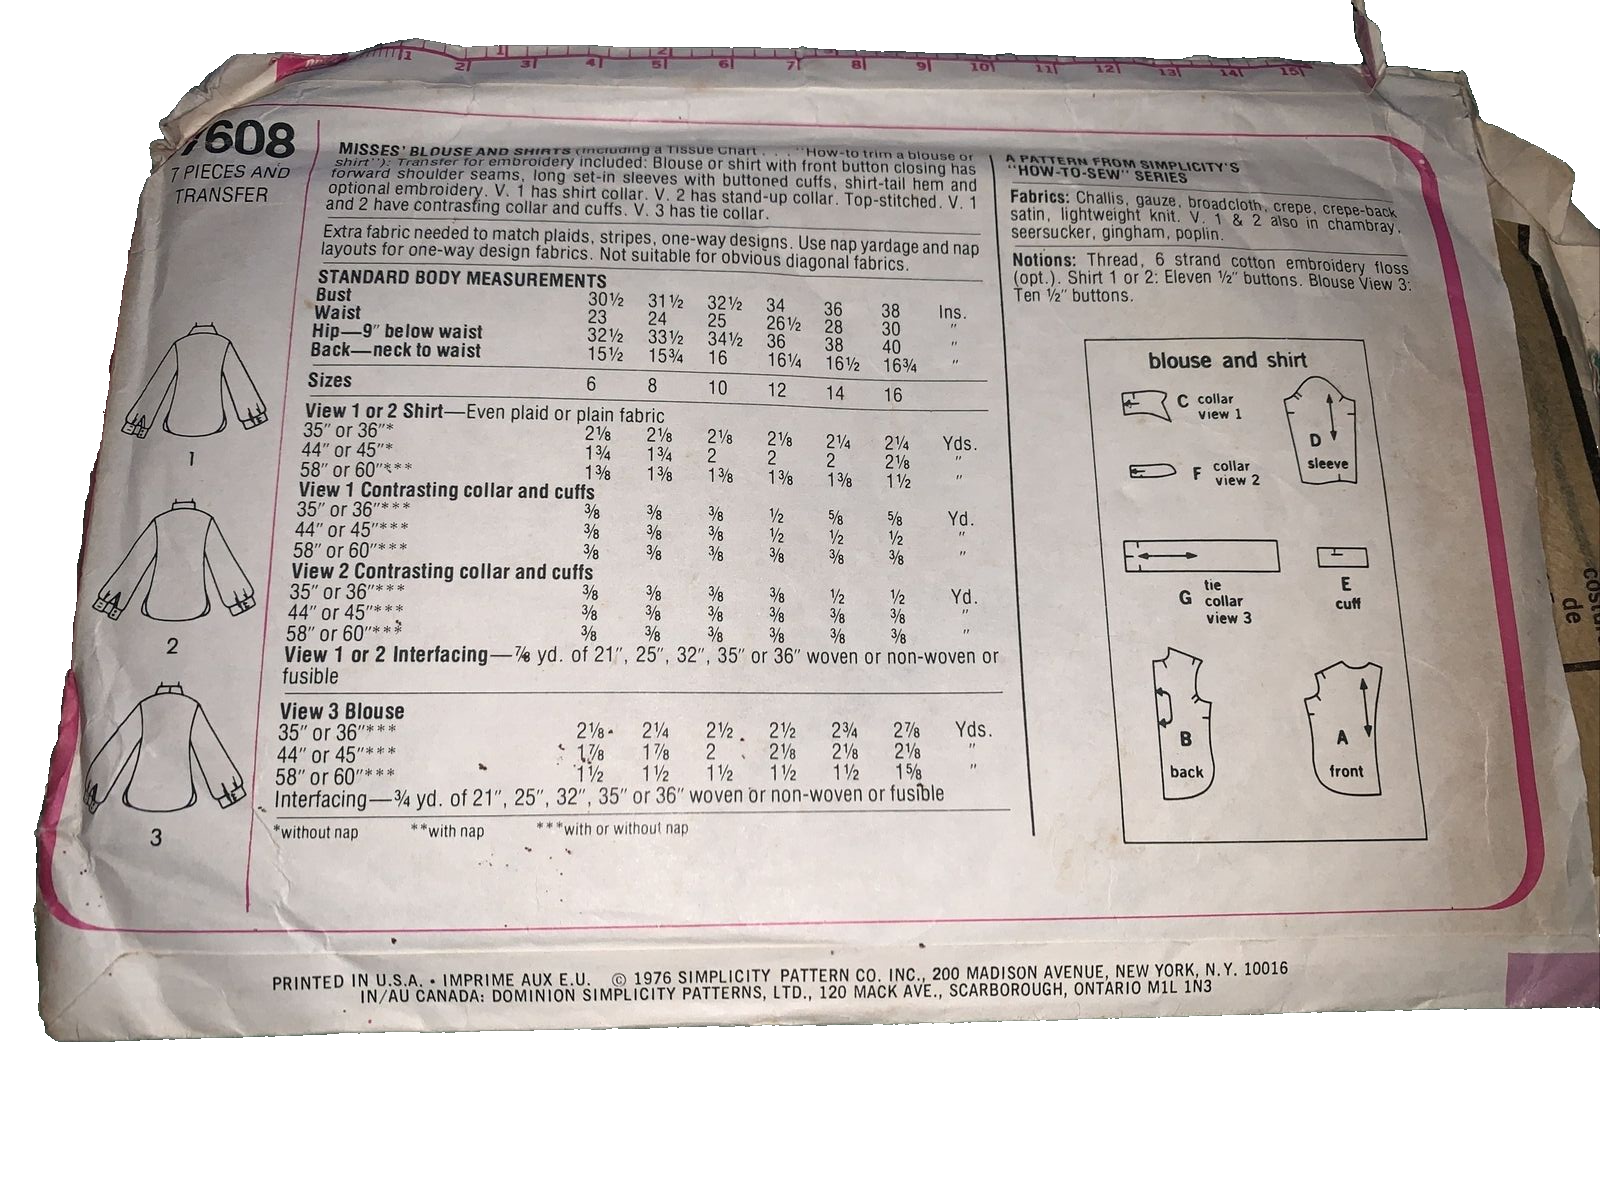 1 1 2
2 3 4 5 6 7 8 9 10 11 12 13 14 15
7608
7 PIECES AND
TRANSFER
MISSES' BLOUSE AND SHIRTS (including a Tissue Chart . . . "How-to trim a blouse or
shirt"): Transfer for embroidery included: Blouse or shirt with front button closing has
forward shoulder seams, long set-in sleeves with buttoned cuffs, shirt-tail hem and
optional embroidery. V. 1 has shirt collar. V. 2 has stand-up collar. Top-stitched. V. 1
and 2 have contrasting collar and cuffs. V. 3 has tie collar.
Extra fabric needed to match plaids, stripes, one-way designs. Use nap yardage and nap
layouts for one-way design fabrics. Not suitable for obvious diagonal fabrics.
STANDARD BODY MEASUREMENTS
Bust 30½ 31½ 32½ 34 36 38 Ins.
Waist 23 24 25 26½ 28 30 "
Hip—9" below waist 32½ 33½ 34½ 36 38 40 "
Back—neck to waist 15½ 15¾ 16 16¼ 16½ 16¾ "
Sizes 6 8 10 12 14 16
View 1 or 2 Shirt—Even plaid or plain fabric
35" or 36"* 2⅛ 2⅛ 2⅛ 2⅛ 2¼ 2¼ Yds.
44" or 45"* 1¾ 1¾ 2 2 2 2⅛ "
58" or 60"*** 1⅜ 1⅜ 1⅜ 1⅜ 1⅜ 1½ "
View 1 Contrasting collar and cuffs
35" or 36"*** ⅜ ⅜ ⅜ ½ ⅝ ⅝ Yd.
44" or 45"*** ⅜ ⅜ ⅜ ½ ½ ½ "
58" or 60"*** ⅜ ⅜ ⅜ ⅜ ⅜ ⅜ "
View 2 Contrasting collar and cuffs
35" or 36"*** ⅜ ⅜ ⅜ ⅜ ½ ½ Yd.
44" or 45"*** ⅜ ⅜ ⅜ ⅜ ⅜ ⅜ "
58" or 60"*** ⅜ ⅜ ⅜ ⅜ ⅜ ⅜ "
View 1 or 2 Interfacing—⅞ yd. of 21", 25", 32", 35" or 36" woven or non-woven or
fusible
View 3 Blouse
35" or 36"*** 2⅛ 2¼ 2½ 2½ 2¾ 2⅞ Yds.
44" or 45"*** 1⅞ 1⅞ 2 2⅛ 2⅛ 2⅛ "
58" or 60"*** 1½ 1½ 1½ 1½ 1½ 1⅝ "
Interfacing—¾ yd. of 21", 25", 32", 35" or 36" woven or non-woven or fusible
*without nap **with nap ***with or without nap
1
2
3
A PATTERN FROM SIMPLICITY'S
"HOW-TO-SEW" SERIES
Fabrics: Challis, gauze, broadcloth, crepe, crepe-back
satin, lightweight knit. V. 1 & 2 also in chambray,
seersucker, gingham, poplin.
Notions: Thread, 6 strand cotton embroidery floss
(opt.). Shirt 1 or 2: Eleven ½" buttons. Blouse View 3:
Ten ½" buttons.
blouse and shirt
C collar
view 1
D
sleeve
F collar
view 2
G tie
collar
view 3
E
cuff
B
back
A
front
PRINTED IN U.S.A. • IMPRIME AUX E.U. © 1976 SIMPLICITY PATTERN CO. INC., 200 MADISON AVENUE, NEW YORK, N.Y. 10016
IN/AU CANADA: DOMINION SIMPLICITY PATTERNS, LTD., 120 MACK AVE., SCARBOROUGH, ONTARIO M1L 1N3
de